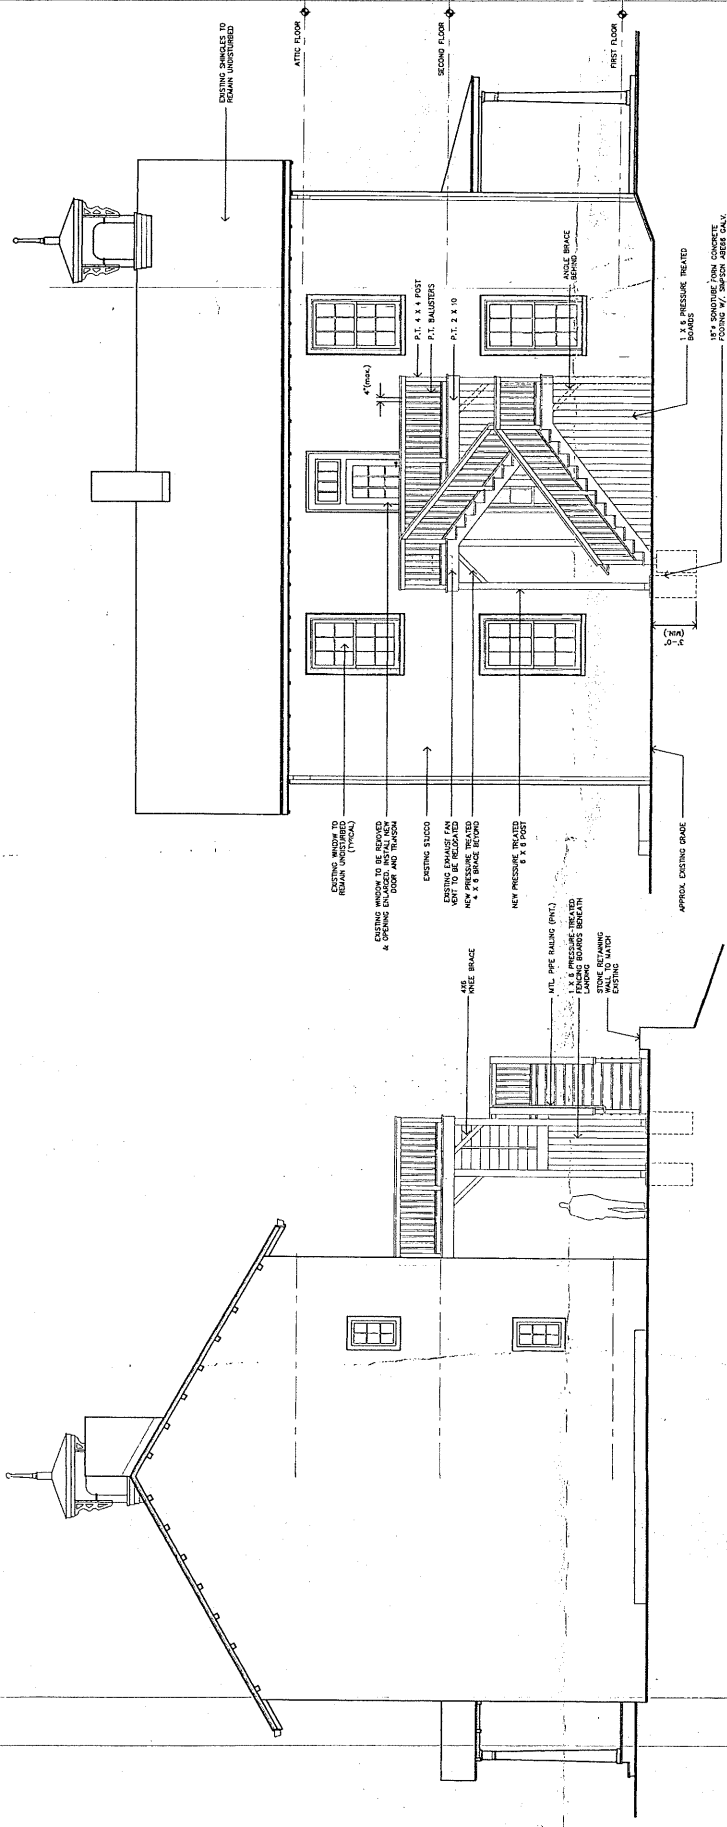 EXISTING SHINGLES TO
REMAIN UNDISTURBED
ATTIC FLOOR
SECOND FLOOR
FIRST FLOOR
4"(max.)
P.T. 4 X 4 POST
P.T. BALUSTERS
P.T. 2 X 10
ANGLE BRACE
BEHIND
1 X 6 PRESSURE TREATED
BOARDS
18"ø SONOTUBE FORM CONCRETE
FOOTING W/. SIMPSON ABE66 GALV.
3'-0"
(MIN.)
EXISTING WINDOW TO
REMAIN UNDISTURBED
(TYPICAL)
EXISTING WINDOW TO BE REMOVED
& OPENING ENLARGED. INSTALL NEW
DOOR AND TRANSOM
EXISTING STUCCO
EXISTING EXHAUST FAN
VENT TO BE RELOCATED
NEW PRESSURE TREATED
4 X 6 BRACE BEYOND
NEW PRESSURE TREATED
6 X 6 POST
APPROX. EXISTING GRADE
4X6
KNEE BRACE
MTL. PIPE RAILING (PNT.)
1 X 6 PRESSURE-TREATED
FENCING BOARDS BENEATH
LANDING
STONE RETAINING
WALL TO MATCH
EXISTING